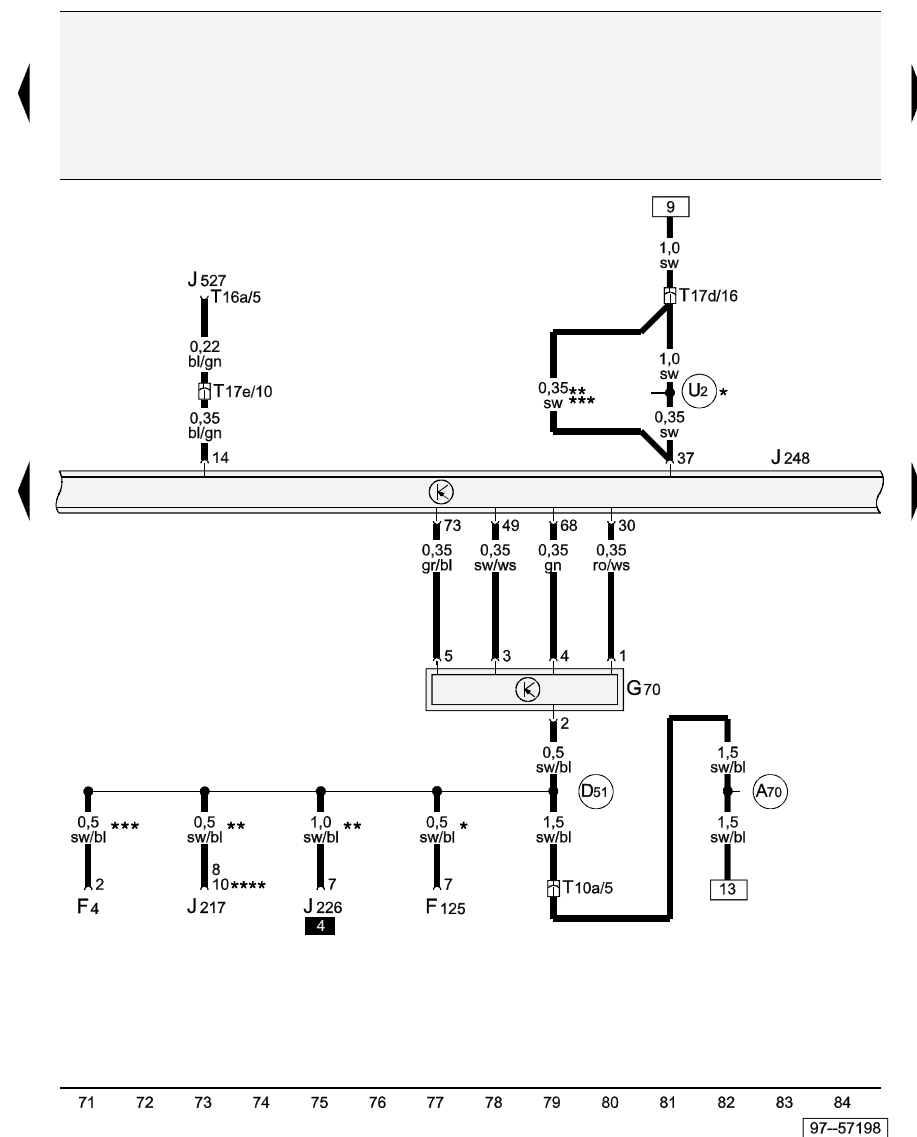 9
1,0
sw
J527
T16a/5
T17d/16
0,22
bl/gn
1,0
sw
T17e/10
0,35**
sw ***
U2 *
0,35
bl/gn
0,35
sw
14
37
J248
73
49
68
30
0,35
gr/bl
0,35
sw/ws
0,35
gn
0,35
ro/ws
5
3
4
1
G70
2
0,5
sw/bl
1,5
sw/bl
D51
A70
0,5
sw/bl
***
0,5
sw/bl
**
1,0
sw/bl
**
0,5
sw/bl
*
1,5
sw/bl
1,5
sw/bl
2
8
10****
7
7
T10a/5
13
F4
J217
J226
4
F125
71 72 73 74 75 76 77 78 79 80 81 82 83 84
97--57198